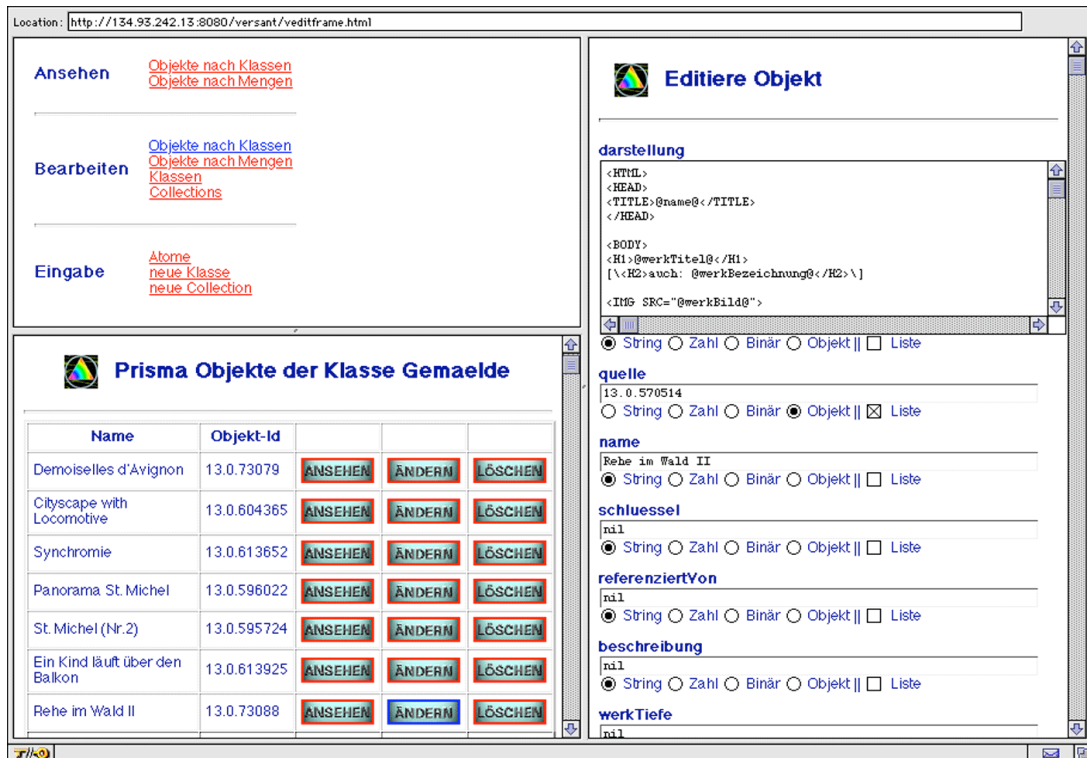 Location: http://134.93.242.13:8080/versant/veditframe.html
Ansehen
Objekte nach Klassen
Objekte nach Mengen
Bearbeiten
Objekte nach Klassen
Objekte nach Mengen
Klassen
Collections
Eingabe
Atome
neue Klasse
neue Collection
Prisma Objekte der Klasse Gemaelde
Name Objekt-Id
Demoiselles d'Avignon 13.0.73079 ANSEHEN ÄNDERN LÖSCHEN
Cityscape with
Locomotive 13.0.604365 ANSEHEN ÄNDERN LÖSCHEN
Synchromie 13.0.613652 ANSEHEN ÄNDERN LÖSCHEN
Panorama St. Michel 13.0.596022 ANSEHEN ÄNDERN LÖSCHEN
St. Michel (Nr.2) 13.0.595724 ANSEHEN ÄNDERN LÖSCHEN
Ein Kind läuft über den
Balkon 13.0.613925 ANSEHEN ÄNDERN LÖSCHEN
Rehe im Wald II 13.0.73088 ANSEHEN ÄNDERN LÖSCHEN
Editiere Objekt
darstellung
<HTML>
<HEAD>
<TITLE>@name@</TITLE>
</HEAD>
<BODY>
<H1>@werkTitel@</H1>
[\<H2>auch: @werkBezeichnung@</H2>\]
<IMG SRC="@werkBild@">
String Zahl Binär Objekt || Liste
quelle
13.0.570514
String Zahl Binär Objekt || Liste
name
Rehe im Wald II
String Zahl Binär Objekt || Liste
schluessel
nil
String Zahl Binär Objekt || Liste
referenziertVon
nil
String Zahl Binär Objekt || Liste
beschreibung
nil
String Zahl Binär Objekt || Liste
werkTiefe
nil